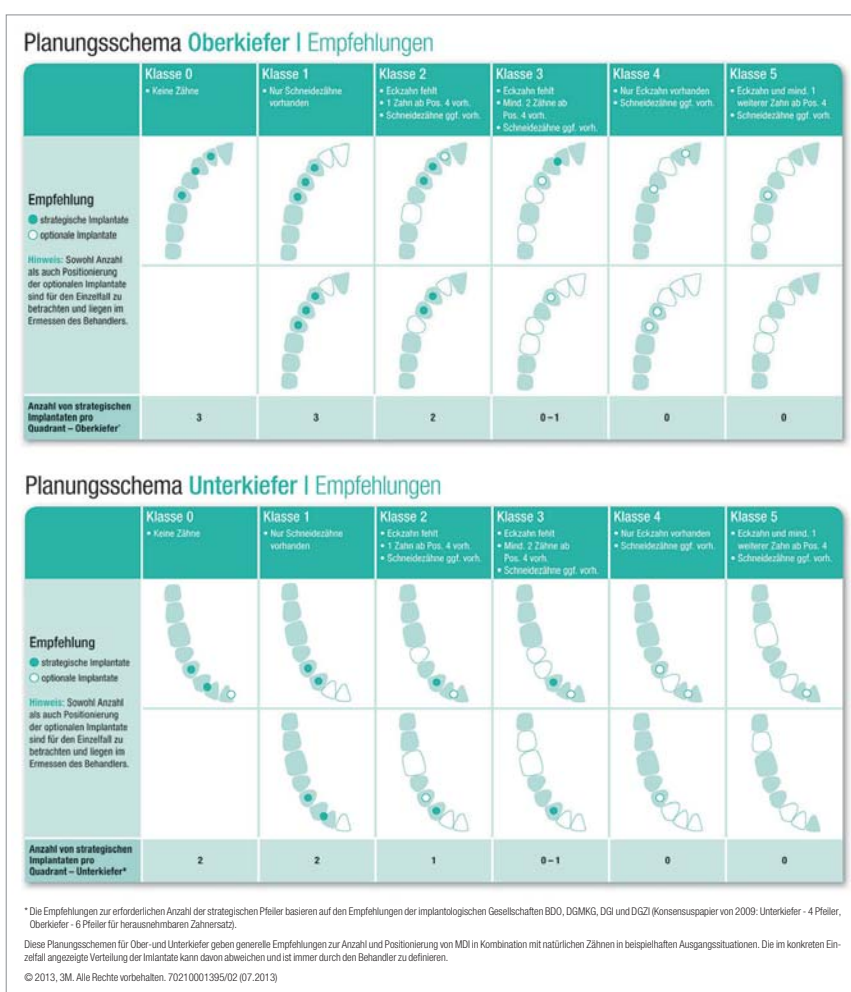 Planungsschema Oberkiefer | Empfehlungen
Klasse 0
• Keine Zähne
Klasse 1
• Nur Schneidezähne
vorhanden
Klasse 2
• Eckzahn fehlt
• 1 Zahn ab Pos. 4 vorh.
• Schneidezähne ggf. vorh.
Klasse 3
• Eckzahn fehlt
• Mind. 2 Zähne ab
Pos. 4 vorh.
• Schneidezähne ggf. vorh.
Klasse 4
• Nur Eckzahn vorhanden
• Schneidezähne ggf. vorh.
Klasse 5
• Eckzahn und mind. 1
weiterer Zahn ab Pos. 4
• Schneidezähne ggf. vorh.
Empfehlung
strategische Implantate
optionale Implantate
Hinweis: Sowohl Anzahl
als auch Positionierung
der optionalen Implantate
sind für den Einzelfall zu
betrachten und liegen im
Ermessen des Behandlers.
Anzahl von strategischen
Implantaten pro
Quadrant – Oberkiefer*
3
3
2
0–1
0
0
Planungsschema Unterkiefer | Empfehlungen
Klasse 0
• Keine Zähne
Klasse 1
• Nur Schneidezähne
vorhanden
Klasse 2
• Eckzahn fehlt
• 1 Zahn ab Pos. 4 vorh.
• Schneidezähne ggf. vorh.
Klasse 3
• Eckzahn fehlt
• Mind. 2 Zähne ab
Pos. 4 vorh.
• Schneidezähne ggf. vorh.
Klasse 4
• Nur Eckzahn vorhanden
• Schneidezähne ggf. vorh.
Klasse 5
• Eckzahn und mind. 1
weiterer Zahn ab Pos. 4
• Schneidezähne ggf. vorh.
Empfehlung
strategische Implantate
optionale Implantate
Hinweis: Sowohl Anzahl
als auch Positionierung
der optionalen Implantate
sind für den Einzelfall zu
betrachten und liegen im
Ermessen des Behandlers.
Anzahl von strategischen
Implantaten pro
Quadrant – Unterkiefer*
2
2
1
0–1
0
0
* Die Empfehlungen zur erforderlichen Anzahl der strategischen Pfeiler basieren auf den Empfehlungen der implantologischen Gesellschaften BDO, DGMKG, DGI und DGZI (Konsensuspapier von 2009: Unterkiefer - 4 Pfeiler,
Oberkiefer - 6 Pfeiler für herausnehmbaren Zahnersatz).
Diese Planungsschemen für Ober-und Unterkiefer geben generelle Empfehlungen zur Anzahl und Positionierung von MDI in Kombination mit natürlichen Zähnen in beispielhaften Ausgangssituationen. Die im konkreten Ein-
zelfall angezeigte Verteilung der Imlantate kann davon abweichen und ist immer durch den Behandler zu definieren.
© 2013, 3M. Alle Rechte vorbehalten. 70210001395/02 (07.2013)